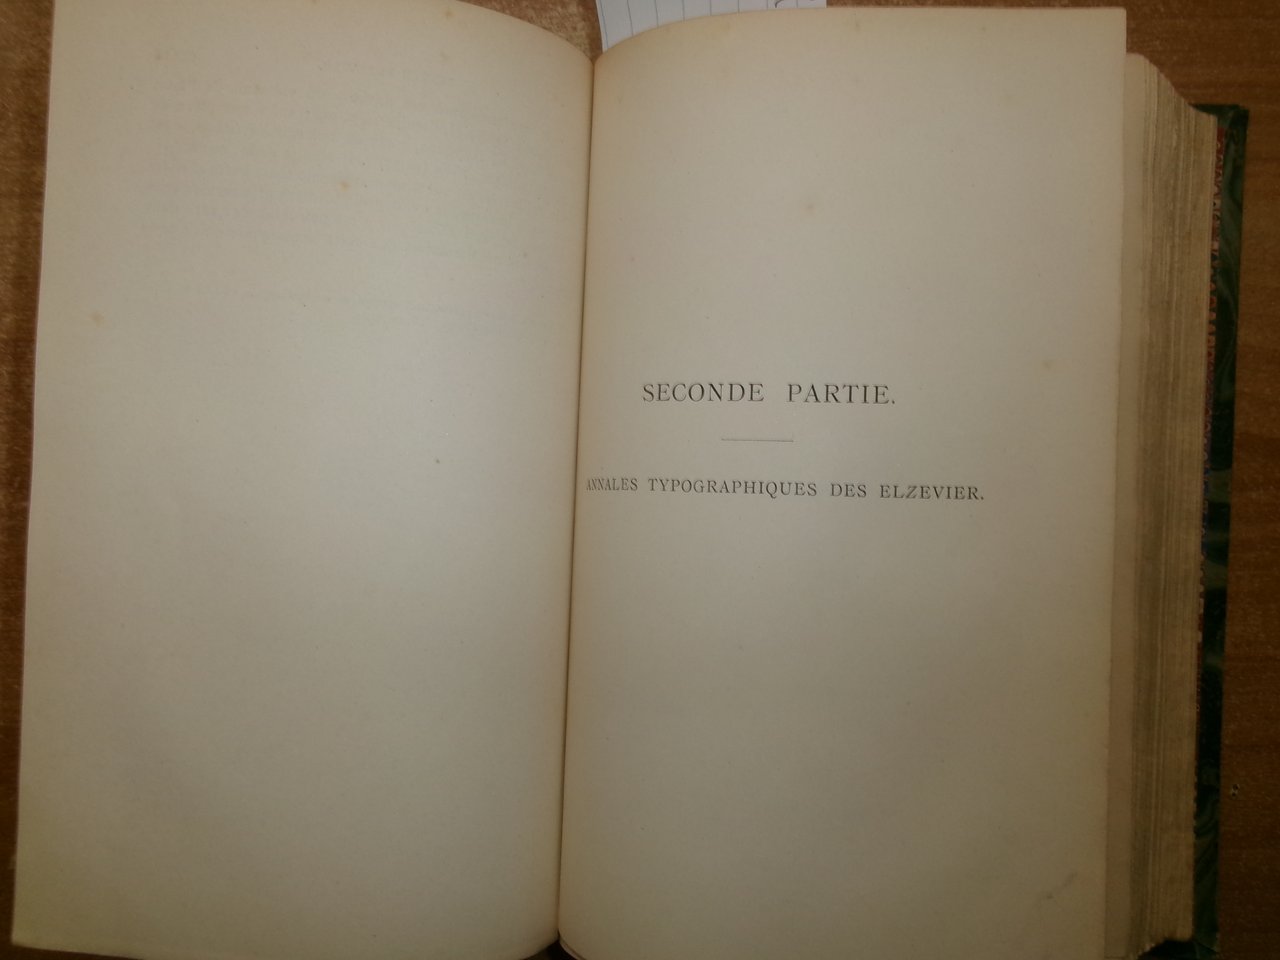 SECONDE PARTIE.
ANNALES TYPOGRAPHIQUES DES ELZEVIER.